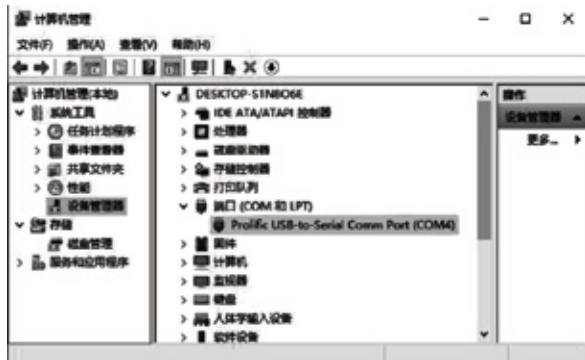 计算机管理
文件(F) 操作(A) 查看(V) 帮助(H)
计算机管理(本地)
系统工具
任务计划程序
事件查看器
共享文件夹
性能
设备管理器
存储
磁盘管理
服务和应用程序
DESKTOP-S1NBO6E
IDE ATA/ATAPI 控制器
处理器
磁盘驱动器
存储控制器
打印队列
端口 (COM 和 LPT)
Prolific USB-to-Serial Comm Port (COM4)
固件
计算机
监视器
键盘
人体学输入设备
软件设备
操作
设备管理器
更多...